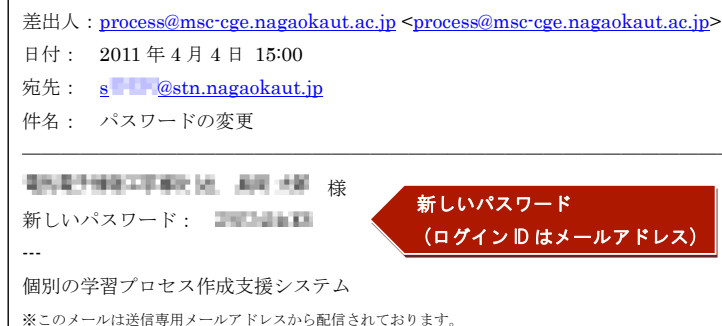 差出人：process@msc-cge.nagaokaut.ac.jp <process@msc-cge.nagaokaut.ac.jp>
日付： 2011 年 4 月 4 日 15:00
宛先： s @stn.nagaokaut.jp
件名： パスワードの変更
様
新しいパスワード：
新しいパスワード
（ログイン ID はメールアドレス）
---
個別の学習プロセス作成支援システム
※このメールは送信専用メールアドレスから配信されております。